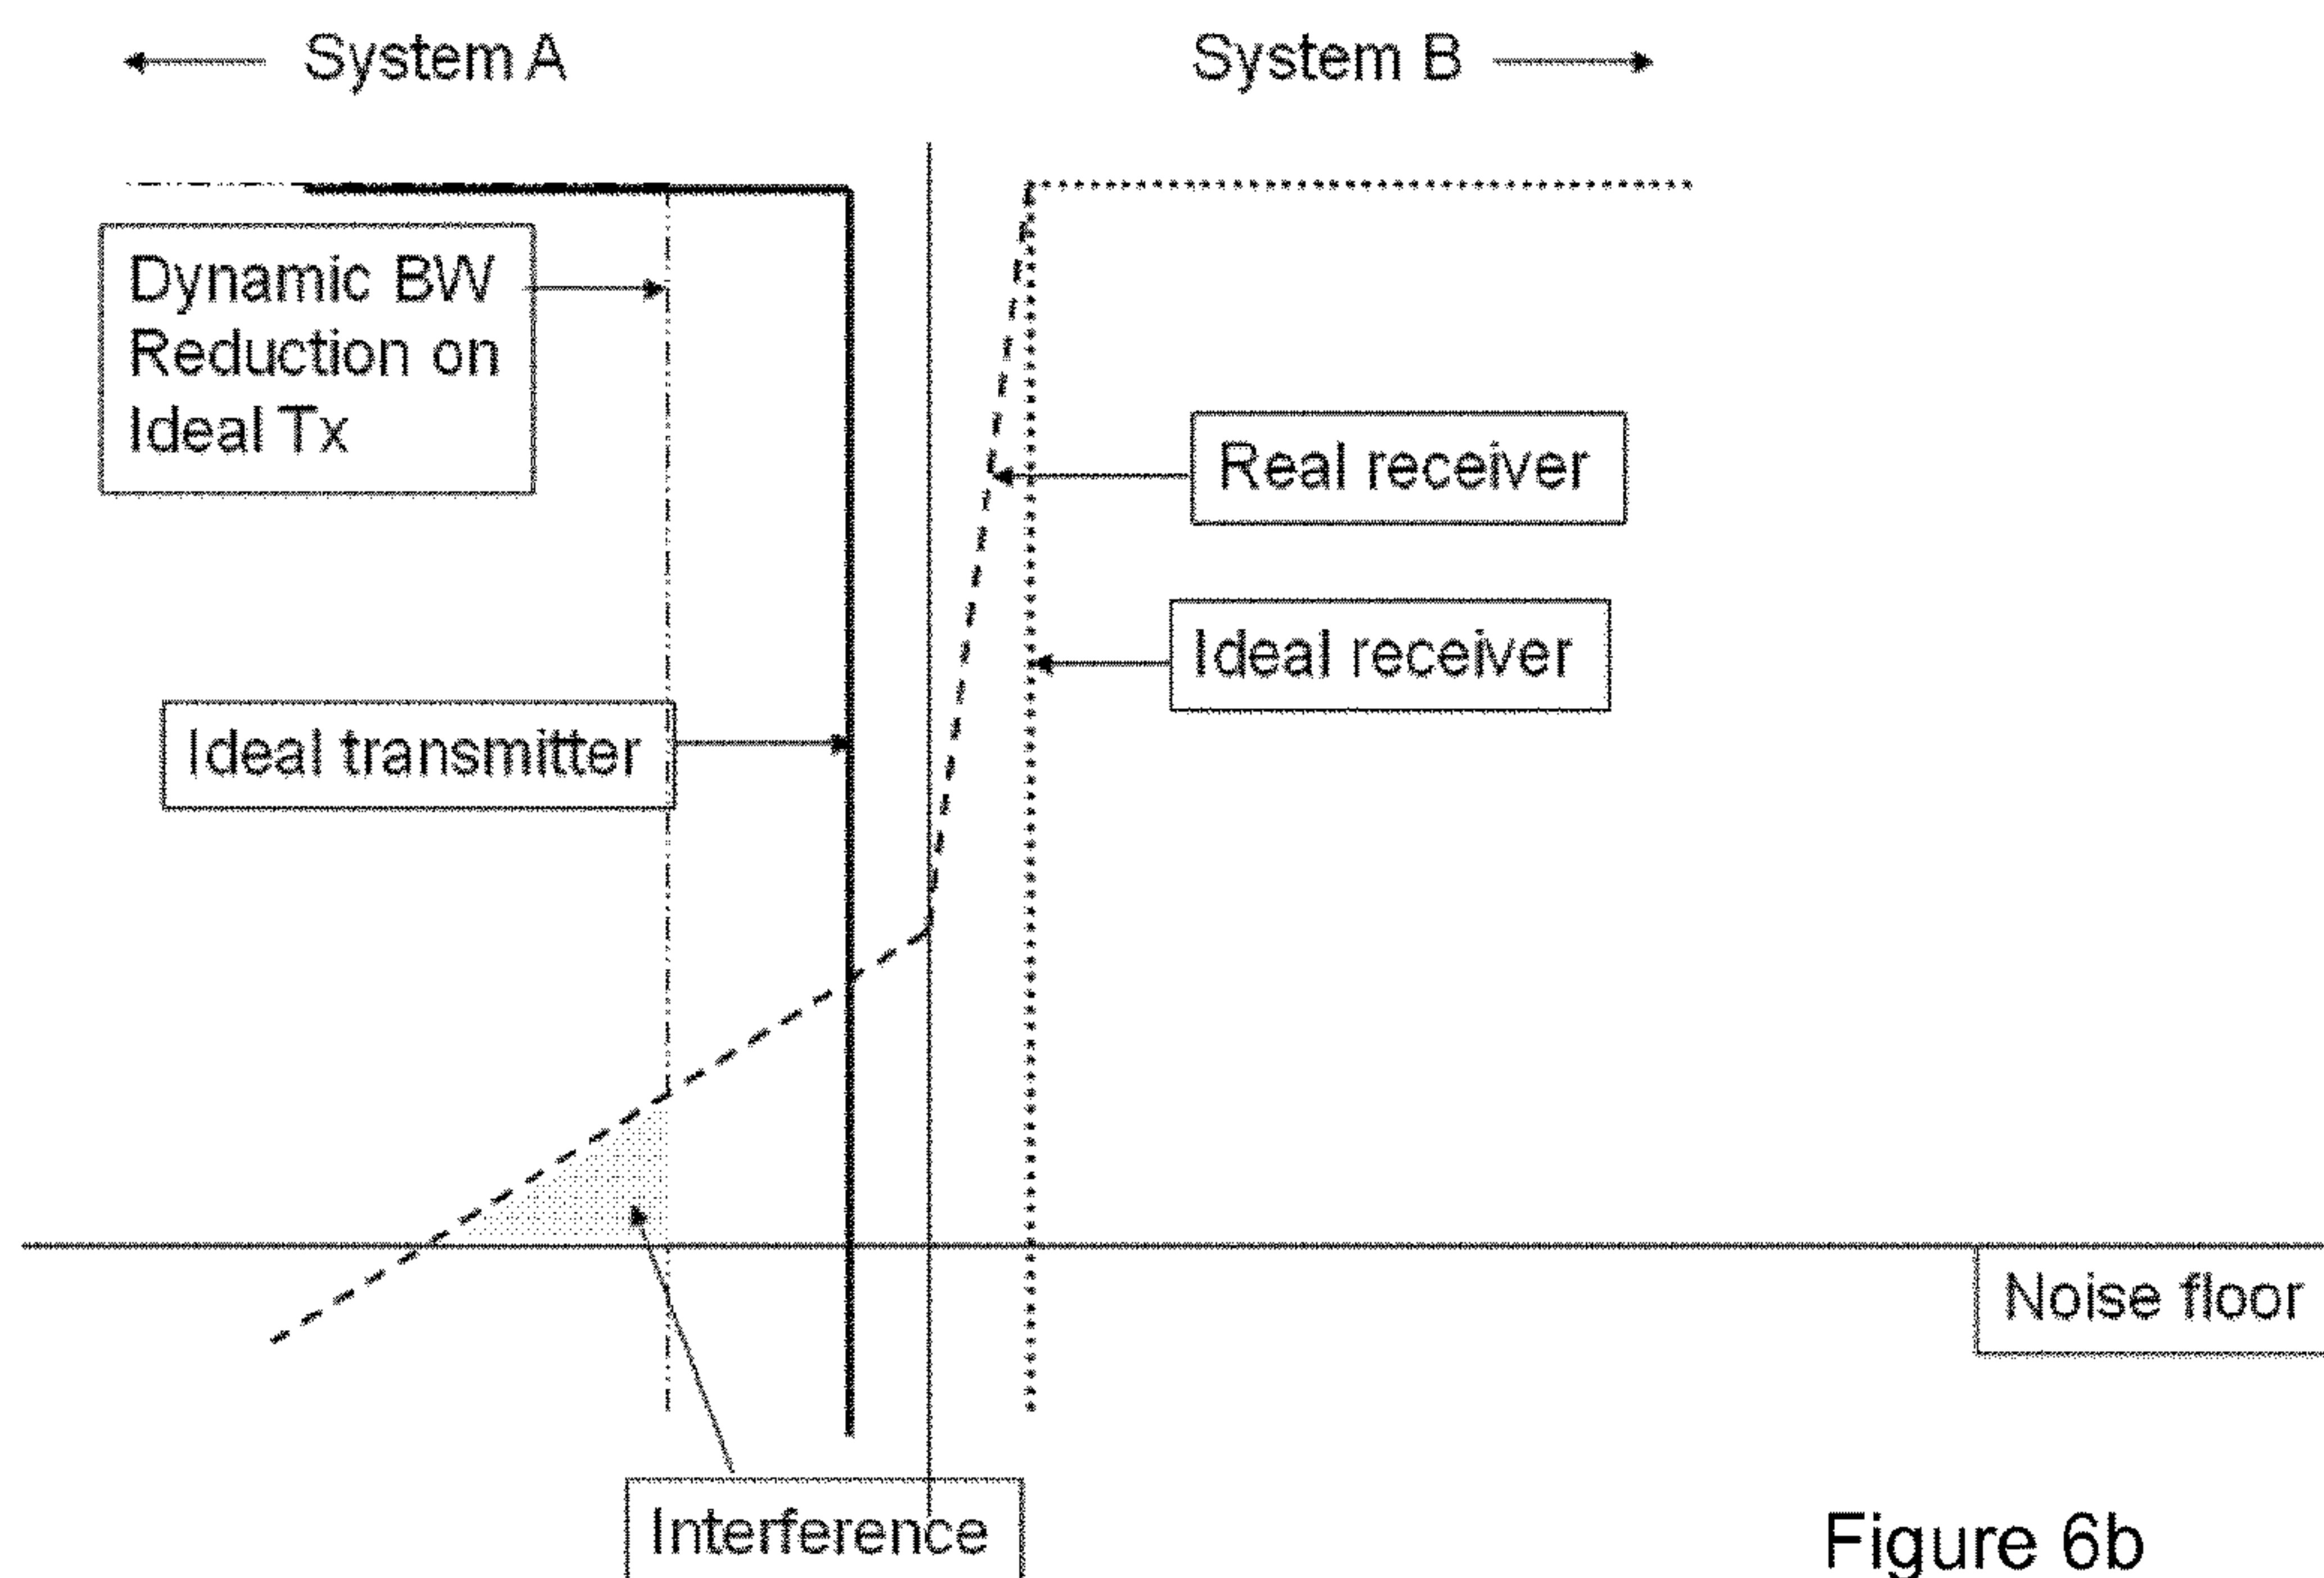 System A
System B
Dynamic BW
Reduction on
Ideal Tx
Real receiver
Ideal receiver
Ideal transmitter
Noise floor
Interference
Figure 6b